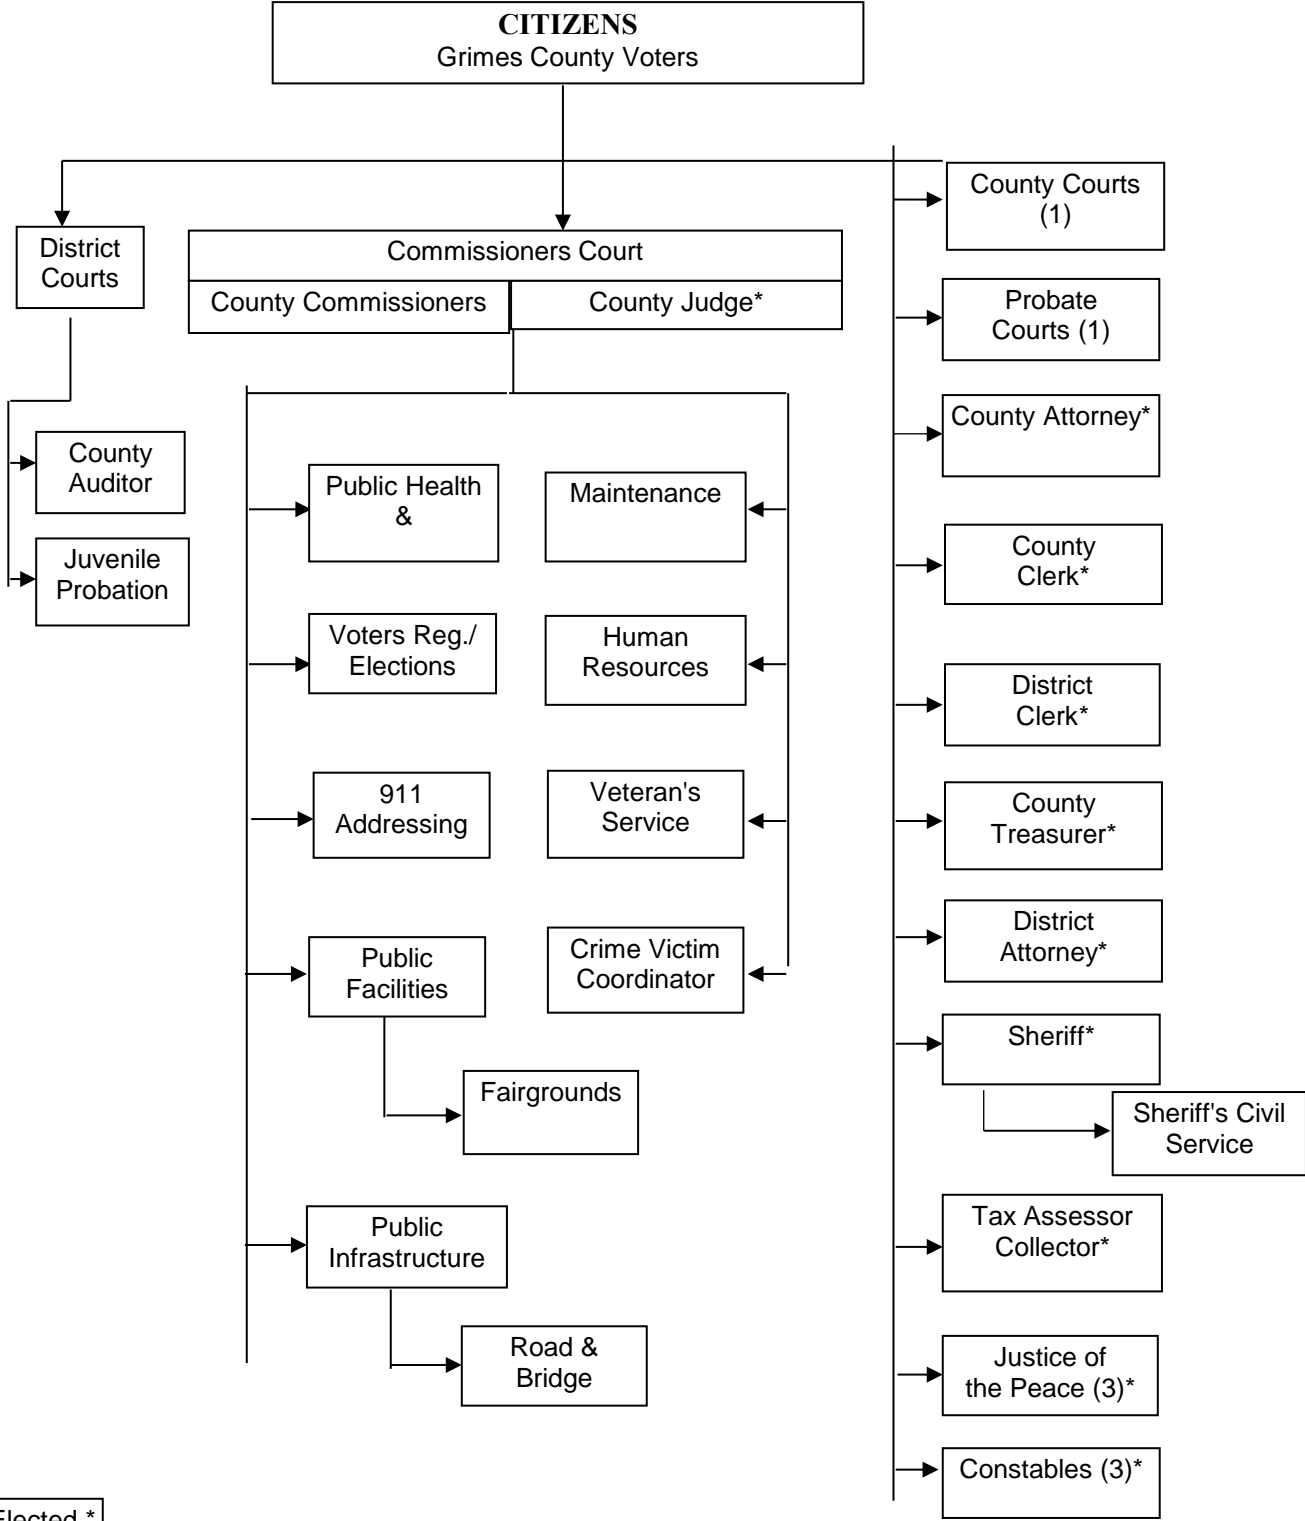 CITIZENS
Grimes County Voters
District
Courts
Commissioners Court
County Commissioners
County Judge*
County Auditor
Juvenile
Probation
Public Health
&
Maintenance
Voters Reg./
Elections
Human
Resources
911
Addressing
Veteran's
Service
Public
Facilities
Crime Victim
Coordinator
Fairgrounds
Public
Infrastructure
Road &
Bridge
County Courts
(1)
Probate
Courts (1)
County Attorney*
County
Clerk*
District
Clerk*
County
Treasurer*
District
Attorney*
Sheriff*
Sheriff's Civil
Service
Tax Assessor
Collector*
Justice of
the Peace (3)*
Constables (3)*
Elected *